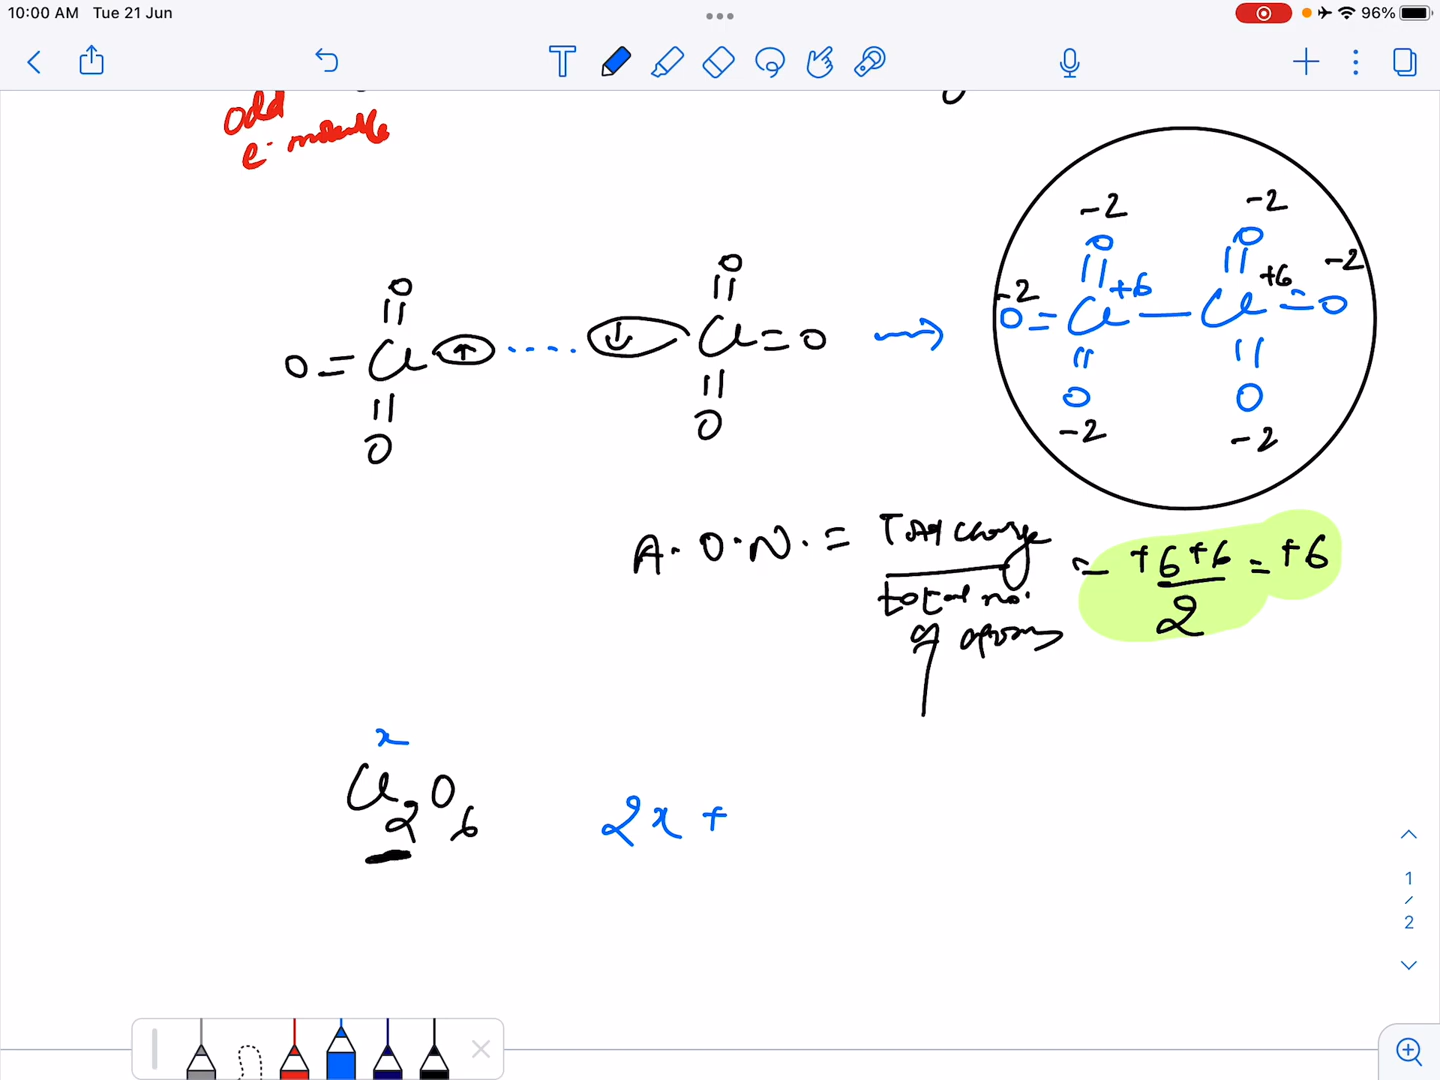 10:00 AM Tue 21 Jun
96%
T
odd
e- molecule
-2 -2
O O -2
-2 +6 +6
O=Cl-Cl=O
O O
-2 -2
O O
O=Cl ↑ ..... ↓ Cl=O
O O
A.O.N. = charge / total no. of atoms = +6+6 / 2 = +6
x
Cl2O6 2x +
1
/
2